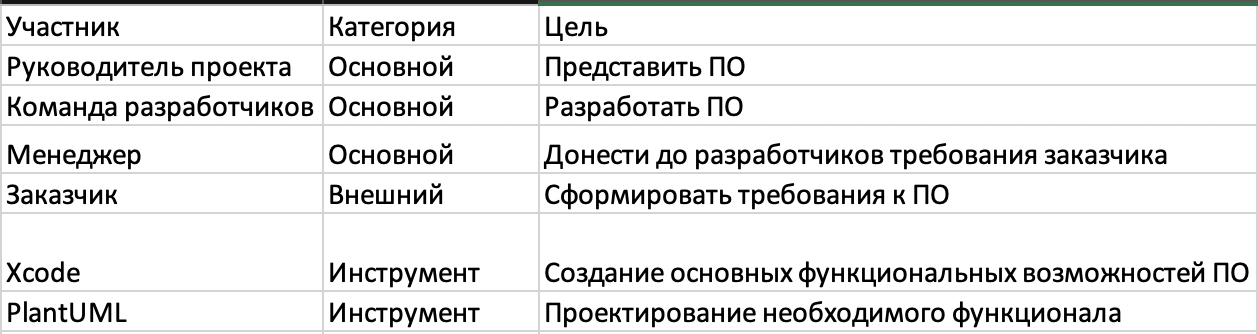 Участник Категория Цель
Руководитель проекта Основной Представить ПО
Команда разработчиков Основной Разработать ПО
Менеджер Основной Донести до разработчиков требования заказчика
Заказчик Внешний Сформировать требования к ПО
Xcode Инструмент Создание основных функциональных возможностей ПО
PlantUML Инструмент Проектирование необходимого функционала